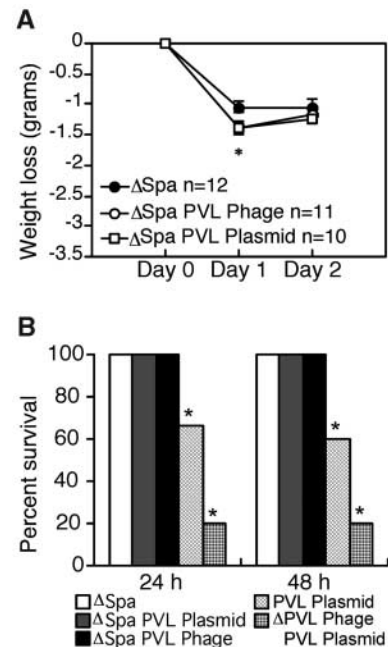 A
0
-0.5
-1
-1.5
-2
-2.5
-3
-3.5
Weight loss (grams)
*
ΔSpa n=12
ΔSpa PVL Phage n=11
ΔSpa PVL Plasmid n=10
Day 0 Day 1 Day 2
B
100
80
60
40
20
0
Percent survival
* * * *
24 h 48 h
ΔSpa PVL Plasmid
ΔSpa PVL Plasmid ΔPVL Phage
ΔSpa PVL Phage PVL Plasmid